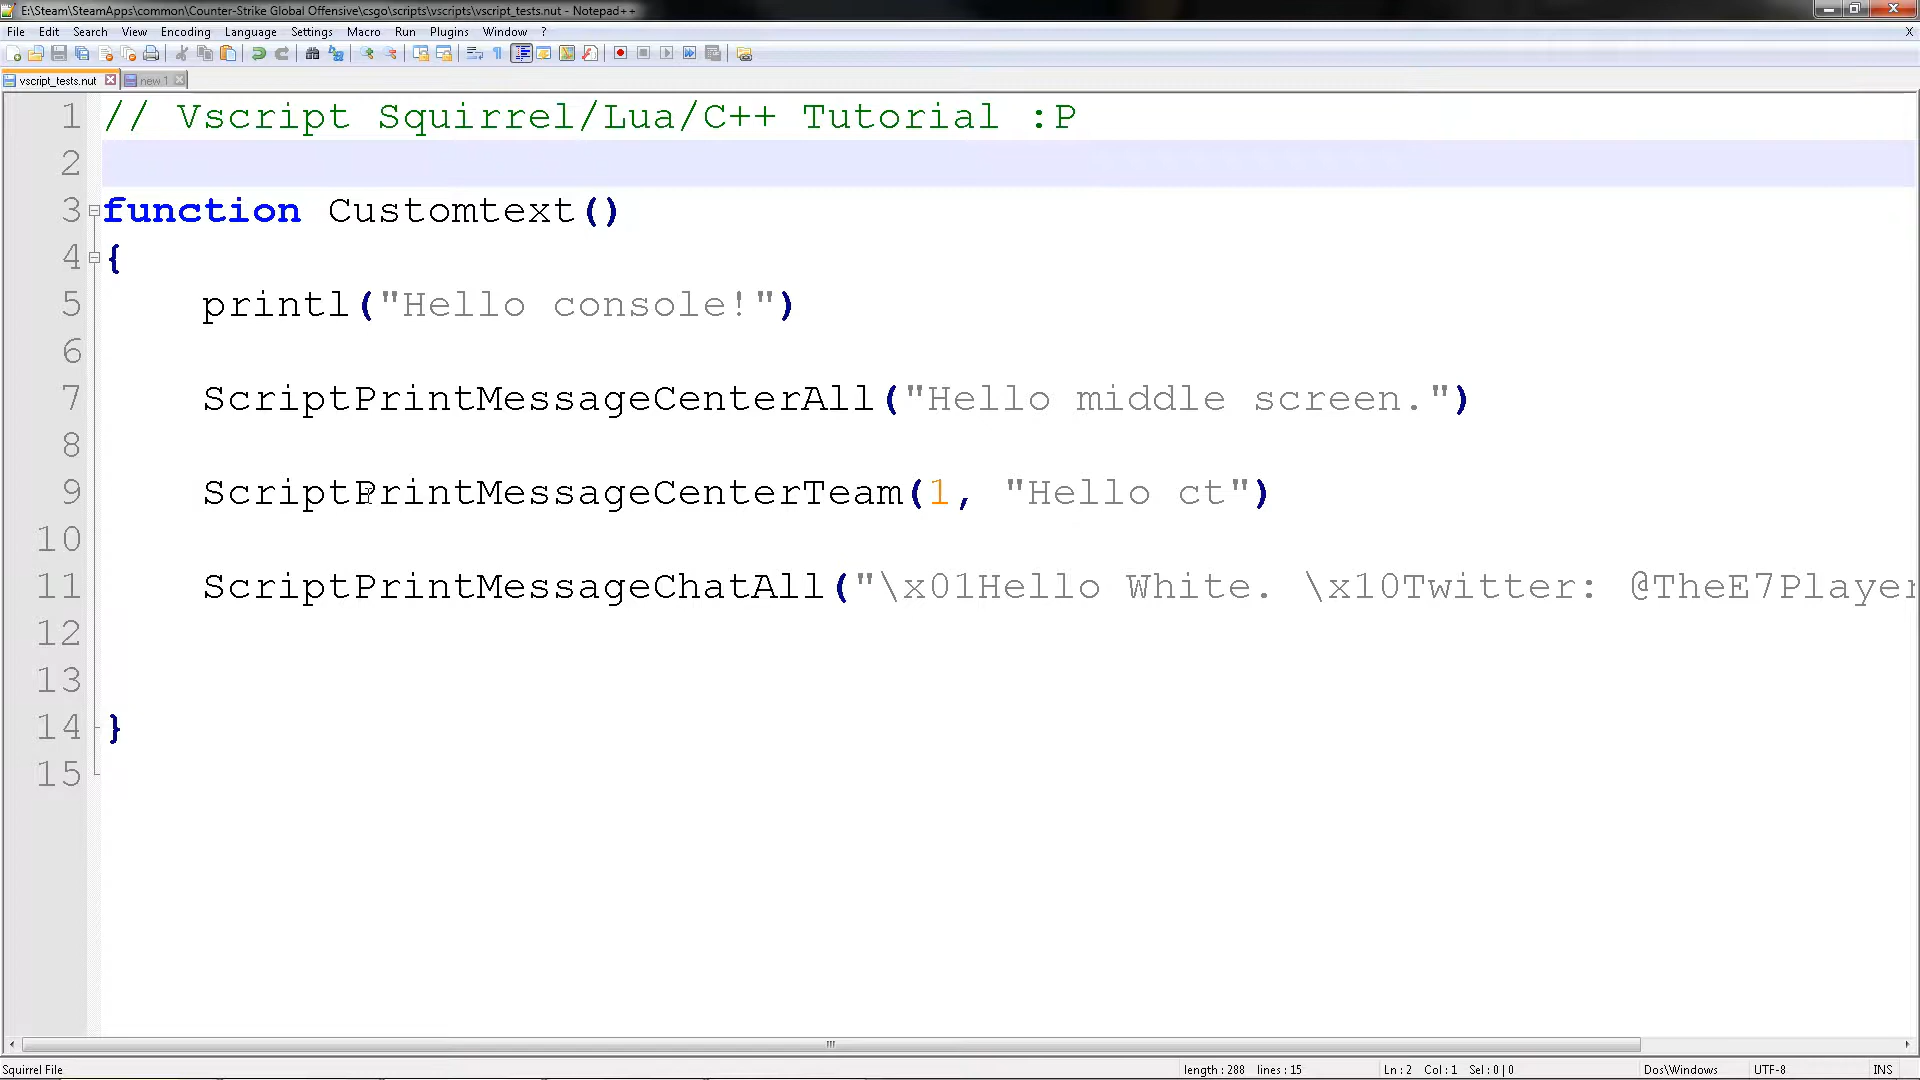 E:\Steam\SteamApps\common\Counter-Strike Global Offensive\csgo\scripts\vscripts\vscript_tests.nut - Notepad++
File Edit Search View Encoding Language Settings Macro Run Plugins Window ? X
vscript_tests.nut new 1
1 // Vscript Squirrel/Lua/C++ Tutorial :P
2
3 function Customtext()
4 {
5 printl("Hello console!")
6
7 ScriptPrintMessageCenterAll("Hello middle screen.")
8
9 ScriptPrintMessageCenterTeam(1, "Hello ct")
10
11 ScriptPrintMessageChatAll("\x01Hello White. \x10Twitter: @TheE7Player
12
13
14 }
15
Squirrel File length : 288 lines : 15 Ln : 2 Col : 1 Sel : 0 | 0 Dos\Windows UTF-8 INS